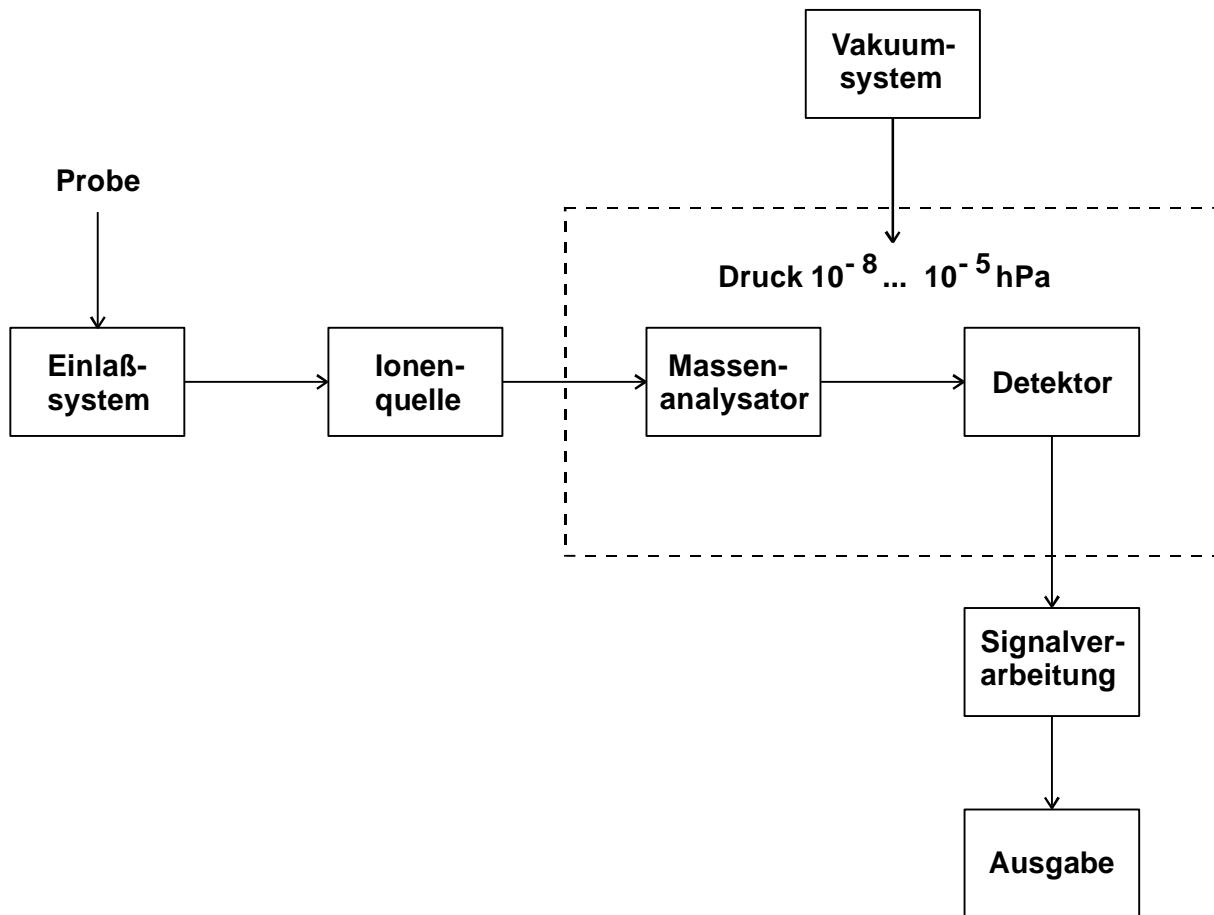 Vakuum-
system
Probe
Druck 10⁻⁸ ... 10⁻⁵ hPa
Einlaß-
system
Ionen-
quelle
Massen-
analysator
Detektor
Signalver-
arbeitung
Ausgabe